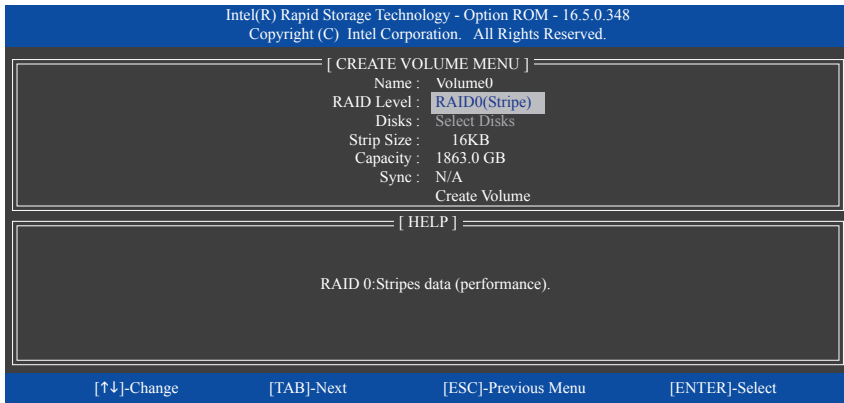 Intel(R) Rapid Storage Technology - Option ROM - 16.5.0.348
Copyright (C) Intel Corporation. All Rights Reserved.
[ CREATE VOLUME MENU ]
Name : Volume0
RAID Level : RAID0(Stripe)
Disks : Select Disks
Strip Size : 16KB
Capacity : 1863.0 GB
Sync : N/A
Create Volume
[ HELP ]
RAID 0:Stripes data (performance).
[↑↓]-Change [TAB]-Next [ESC]-Previous Menu [ENTER]-Select